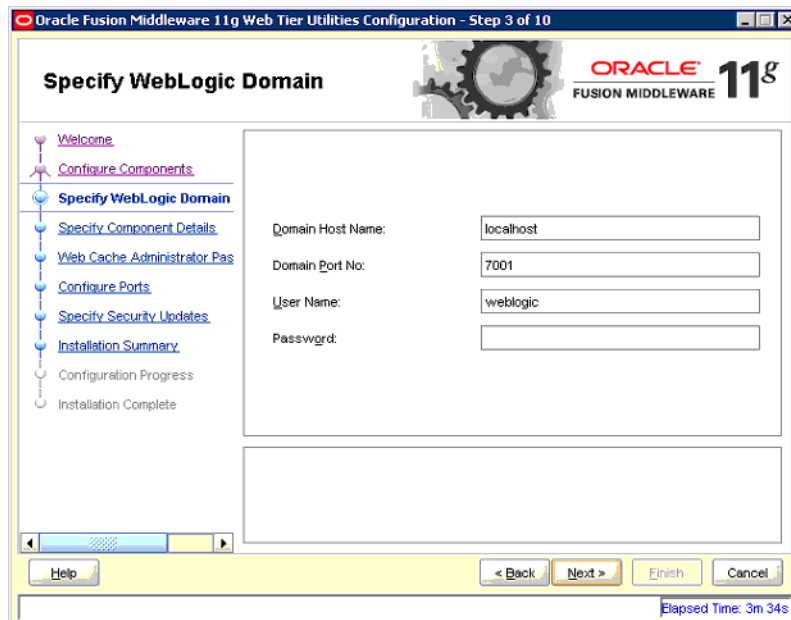 Oracle Fusion Middleware 11g Web Tier Utilities Configuration - Step 3 of 10
Specify WebLogic Domain
ORACLE
FUSION MIDDLEWARE
11g
Welcome
Configure Components
Specify WebLogic Domain
Specify Component Details
Web Cache Administrator Pas
Configure Ports
Specify Security Updates
Installation Summary
Configuration Progress
Installation Complete
Domain Host Name: localhost
Domain Port No: 7001
User Name: weblogic
Password:
Help
< Back
Next >
Finish
Cancel
Elapsed Time: 3m 34s